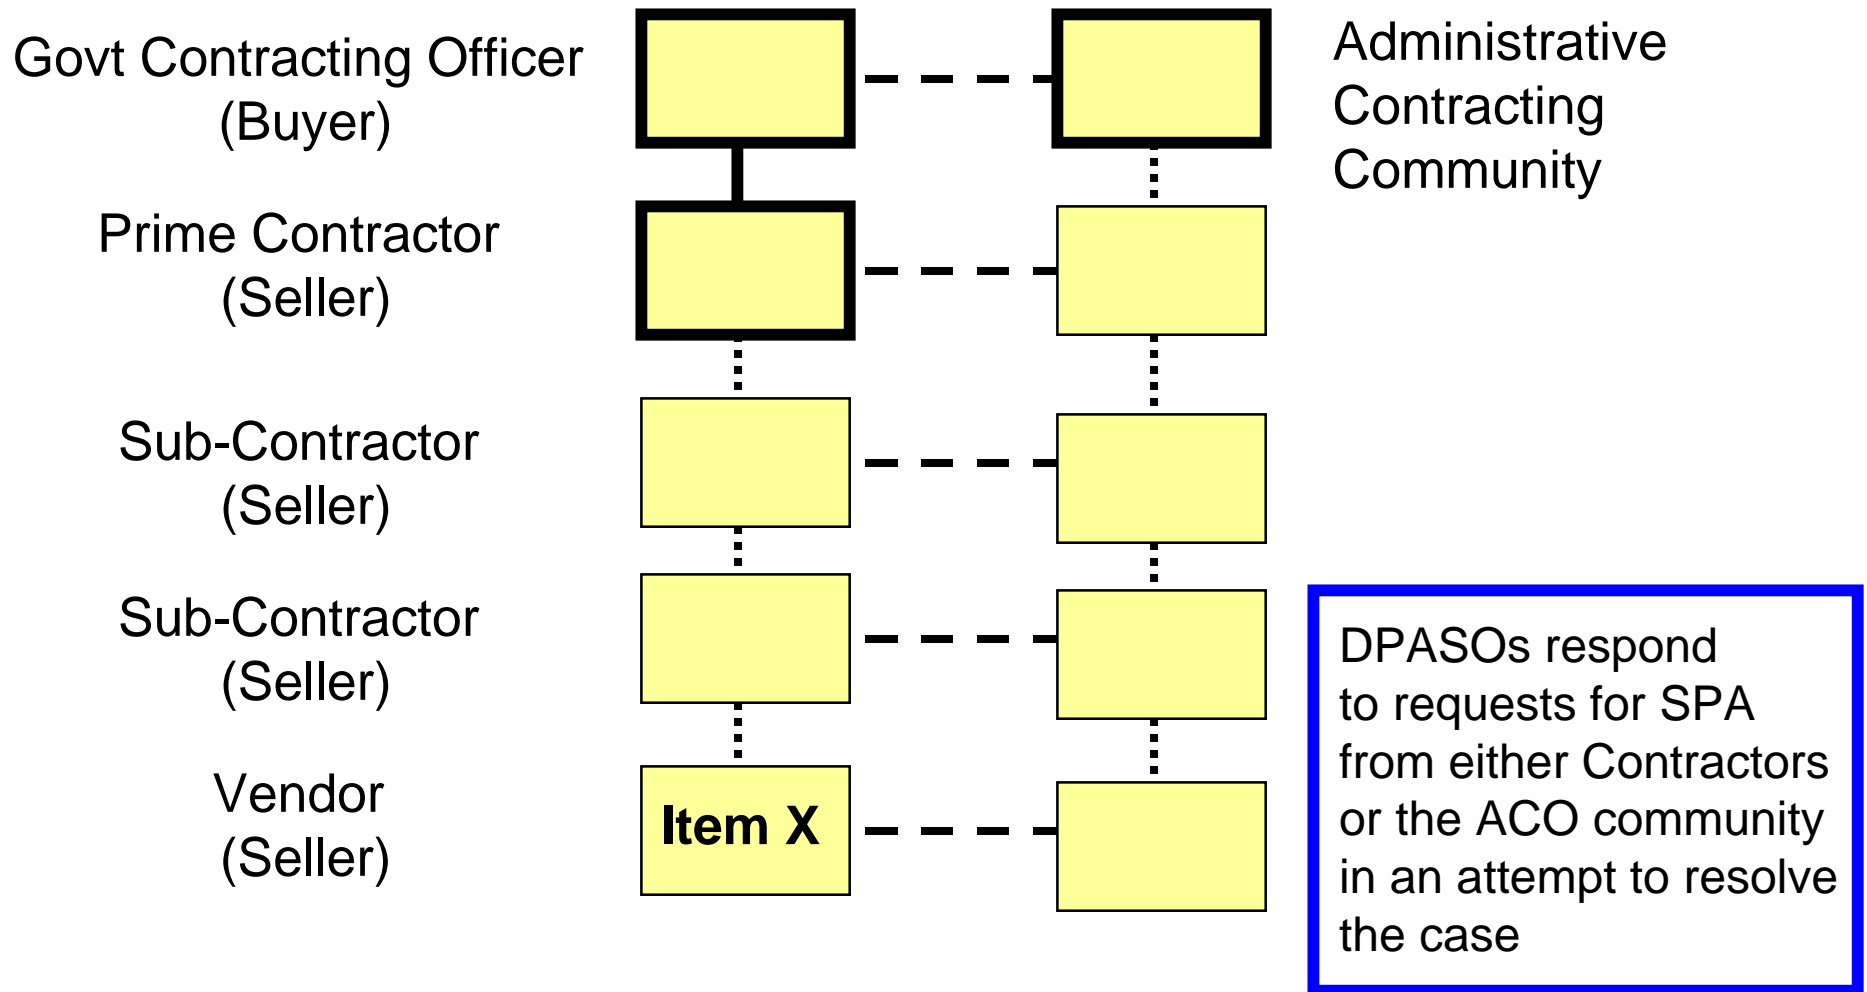 Govt Contracting Officer
(Buyer)
Administrative
Contracting
Community
Prime Contractor
(Seller)
Sub-Contractor
(Seller)
Sub-Contractor
(Seller)
Vendor
(Seller)
Item X
DPASOs respond
to requests for SPA
from either Contractors
or the ACO community
in an attempt to resolve
the case